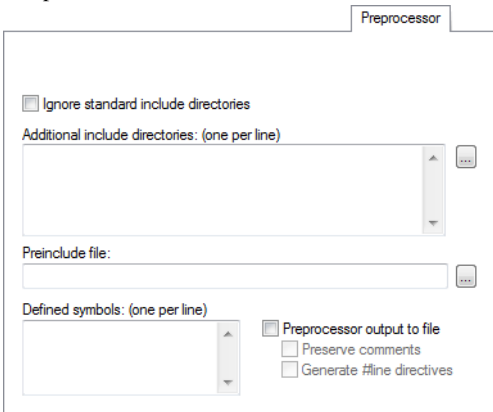 Preprocessor
Ignore standard include directories
Additional include directories: (one per line)
...
Preinclude file:
...
Defined symbols: (one per line)
Preprocessor output to file
Preserve comments
Generate #line directives